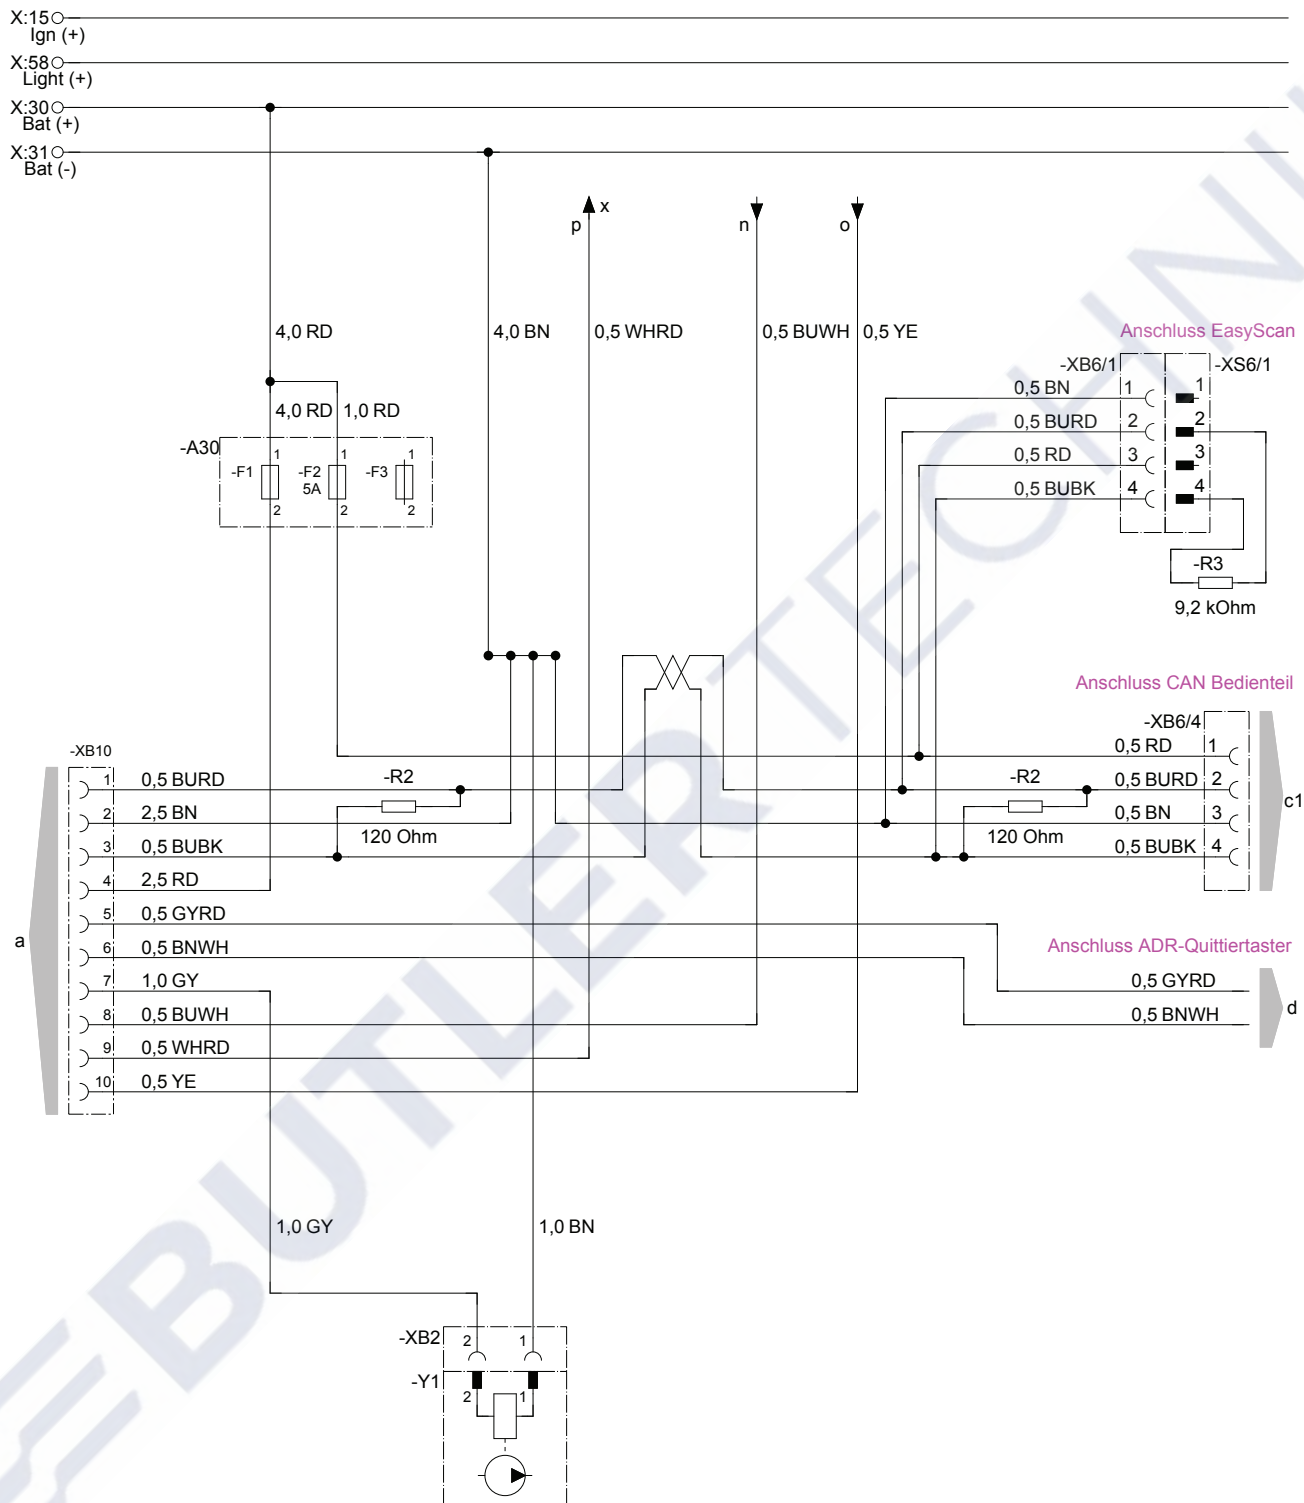 X:15
Ign (+)
X:58
Light (+)
X:30
Bat (+)
X:31
Bat (-)
x
p
n
o
4,0 RD
4,0 BN
0,5 WHRD
0,5 BUWH
0,5 YE
Anschluss EasyScan
-XB6/1
-XS6/1
0,5 BN
1
1
0,5 BURD
2
2
0,5 RD
3
3
0,5 BUBK
4
4
-R3
9,2 kOhm
4,0 RD
1,0 RD
-A30
-F1
1
2
-F2
5A
1
2
-F3
1
2
Anschluss CAN Bedienteil
-XB6/4
0,5 RD
1
0,5 BURD
2
0,5 BN
3
0,5 BUBK
4
c1
-R2
120 Ohm
-R2
120 Ohm
-XB10
a
1
0,5 BURD
2
2,5 BN
3
0,5 BUBK
4
2,5 RD
5
0,5 GYRD
6
0,5 BNWH
7
1,0 GY
8
0,5 BUWH
9
0,5 WHRD
10
0,5 YE
Anschluss ADR-Quittiertaster
0,5 GYRD
0,5 BNWH
d
1,0 GY
1,0 BN
-XB2
2
1
-Y1
2
1
BUTLER TECHNI